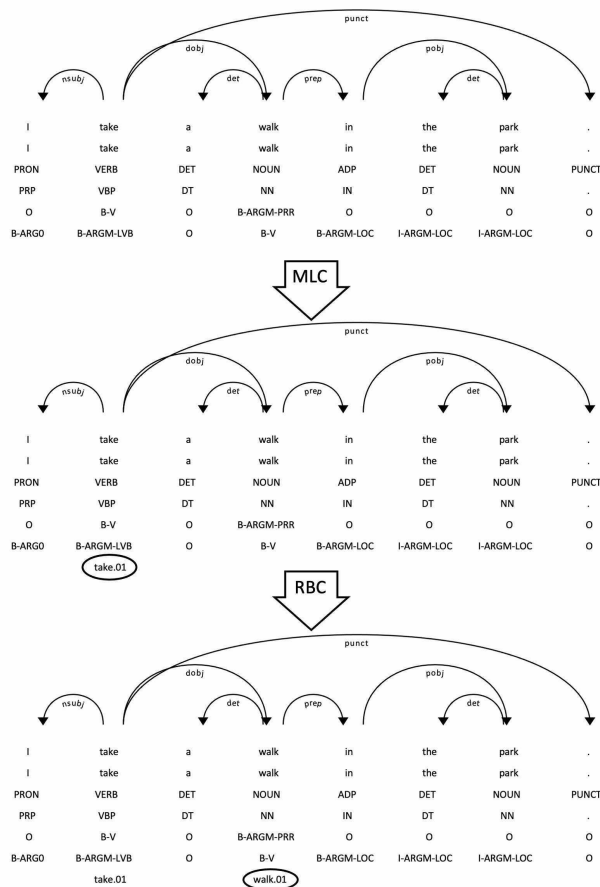 punct
dobj pobj
nsubj det prep det
I take a walk in the park .
I take a walk in the park .
PRON VERB DET NOUN ADP DET NOUN PUNCT
PRP VBP DT NN IN DT NN .
O B-V O B-ARGM-PRR O O O O
B-ARG0 B-ARGM-LVB O B-V B-ARGM-LOC I-ARGM-LOC I-ARGM-LOC O
MLC
punct
dobj pobj
nsubj det prep det
I take a walk in the park .
I take a walk in the park .
PRON VERB DET NOUN ADP DET NOUN PUNCT
PRP VBP DT NN IN DT NN .
O B-V O B-ARGM-PRR O O O O
B-ARG0 B-ARGM-LVB O B-V B-ARGM-LOC I-ARGM-LOC I-ARGM-LOC O
take.01
RBC
punct
dobj pobj
nsubj det prep det
I take a walk in the park .
I take a walk in the park .
PRON VERB DET NOUN ADP DET NOUN PUNCT
PRP VBP DT NN IN DT NN .
O B-V O B-ARGM-PRR O O O O
B-ARG0 B-ARGM-LVB O B-V B-ARGM-LOC I-ARGM-LOC I-ARGM-LOC O
take.01 walk.01